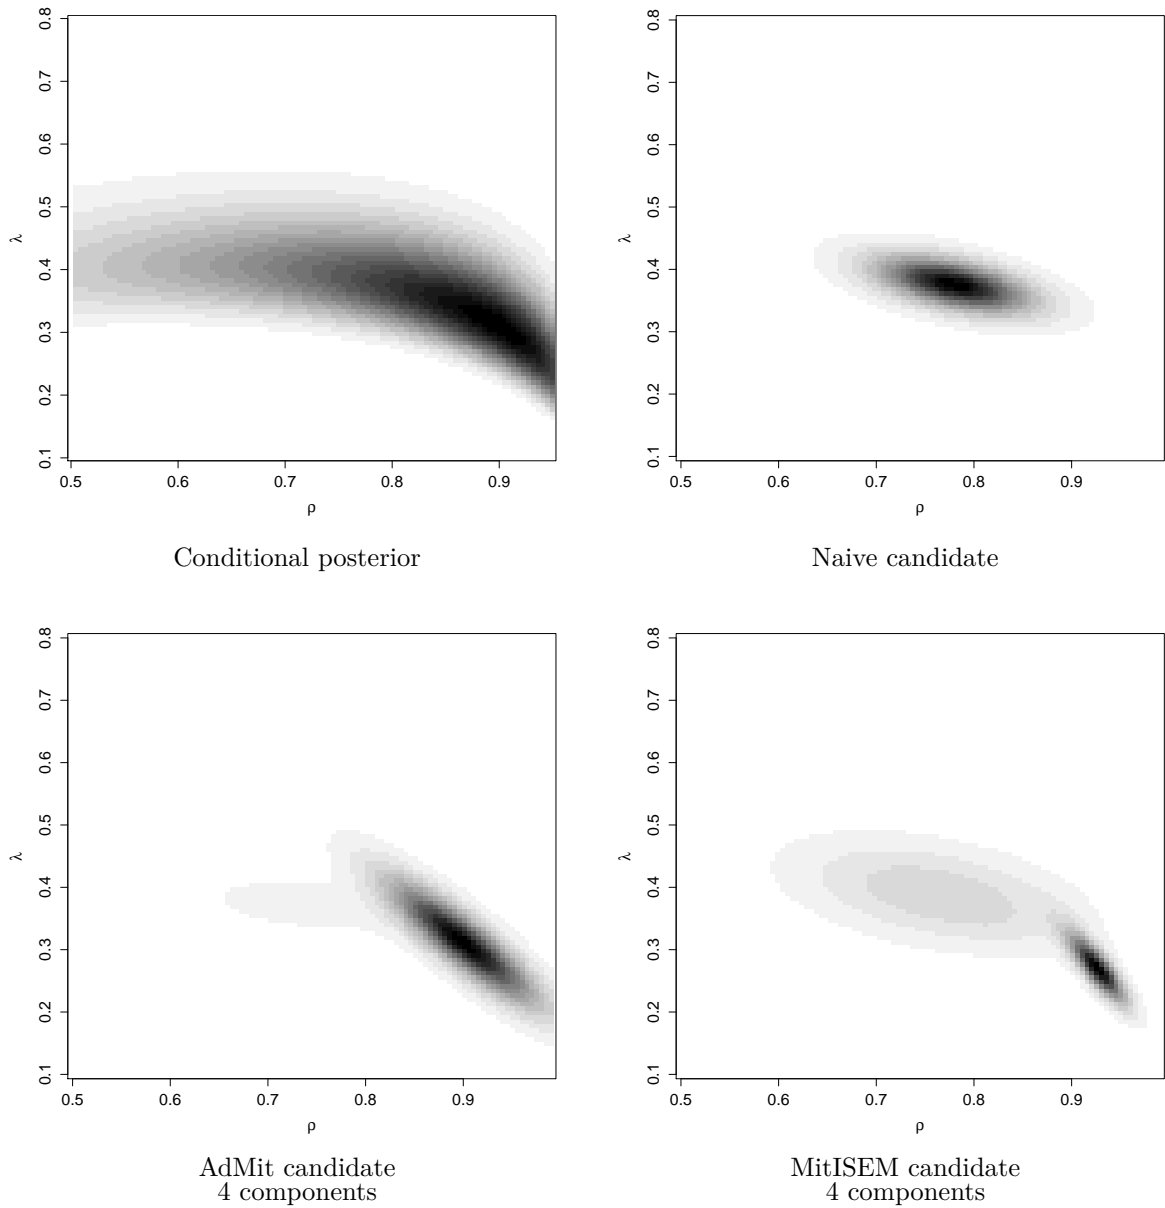 0.8
0.7
0.6
0.5
0.4
0.3
0.2
0.1
λ
0.5 0.6 0.7 0.8 0.9
ρ
Conditional posterior
0.8
0.7
0.6
0.5
0.4
0.3
0.2
0.1
λ
0.5 0.6 0.7 0.8 0.9
ρ
Naive candidate
0.8
0.7
0.6
0.5
0.4
0.3
0.2
0.1
λ
0.5 0.6 0.7 0.8 0.9
ρ
AdMit candidate
4 components
0.8
0.7
0.6
0.5
0.4
0.3
0.2
0.1
λ
0.5 0.6 0.7 0.8 0.9
ρ
MitISEM candidate
4 components